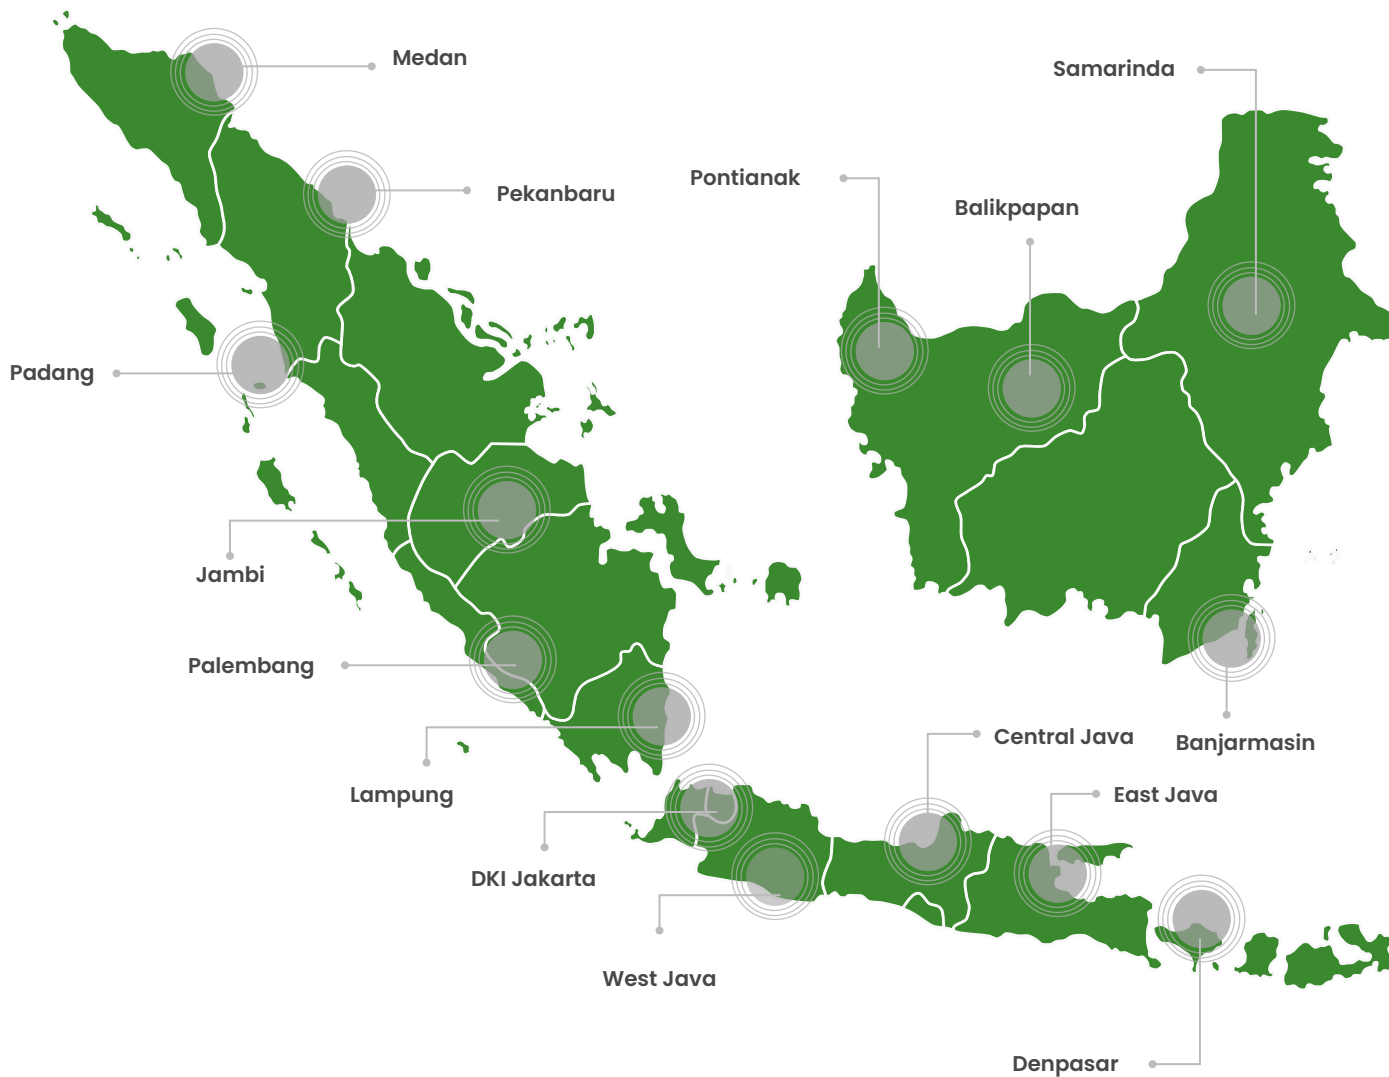 Medan
Samarinda
Pontianak
Pekanbaru
Balikpapan
Padang
Jambi
Palembang
Central Java
Banjarmasin
Lampung
East Java
DKI Jakarta
West Java
Denpasar